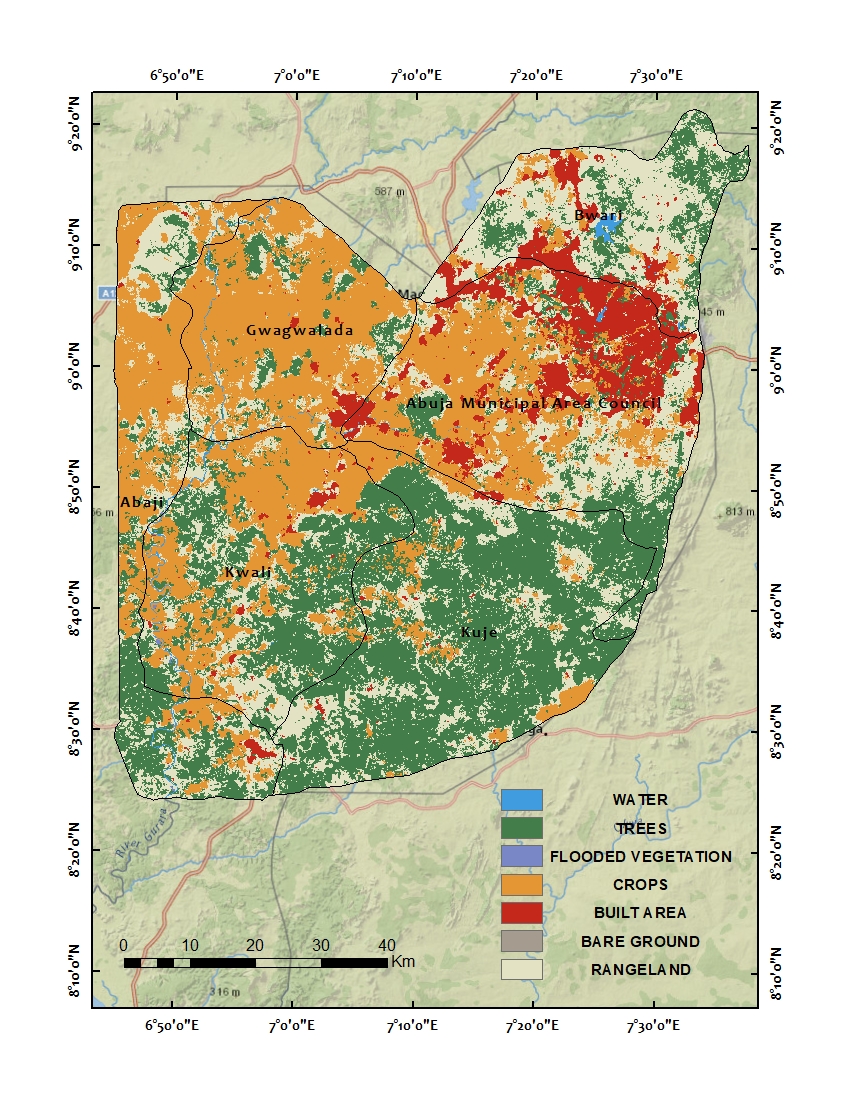 6°50'0"E 7°0'0"E 7°10'0"E 7°20'0"E 7°30'0"E
9°20'0"N 9°20'0"N
587 m
Bwari
9°10'0"N 9°10'0"N
A1
Ma
45 m
Gwagwalada
9°0'0"N 9°0'0"N
Abuja Municipal Area Council
8°50'0"N 8°50'0"N
Abaji
6 m
813 m
Kwali
8°40'0"N 8°40'0"N
Kuje
8°30'0"N 8°30'0"N
ga.
WATER
TREES
River Gurara
8°20'0"N 8°20'0"N
FLOODED VEGETATION
CROPS
BUILT AREA
BARE GROUND
RANGELAND
0 10 20 30 40
Km
8°10'0"N 8°10'0"N
316 m
6°50'0"E 7°0'0"E 7°10'0"E 7°20'0"E 7°30'0"E